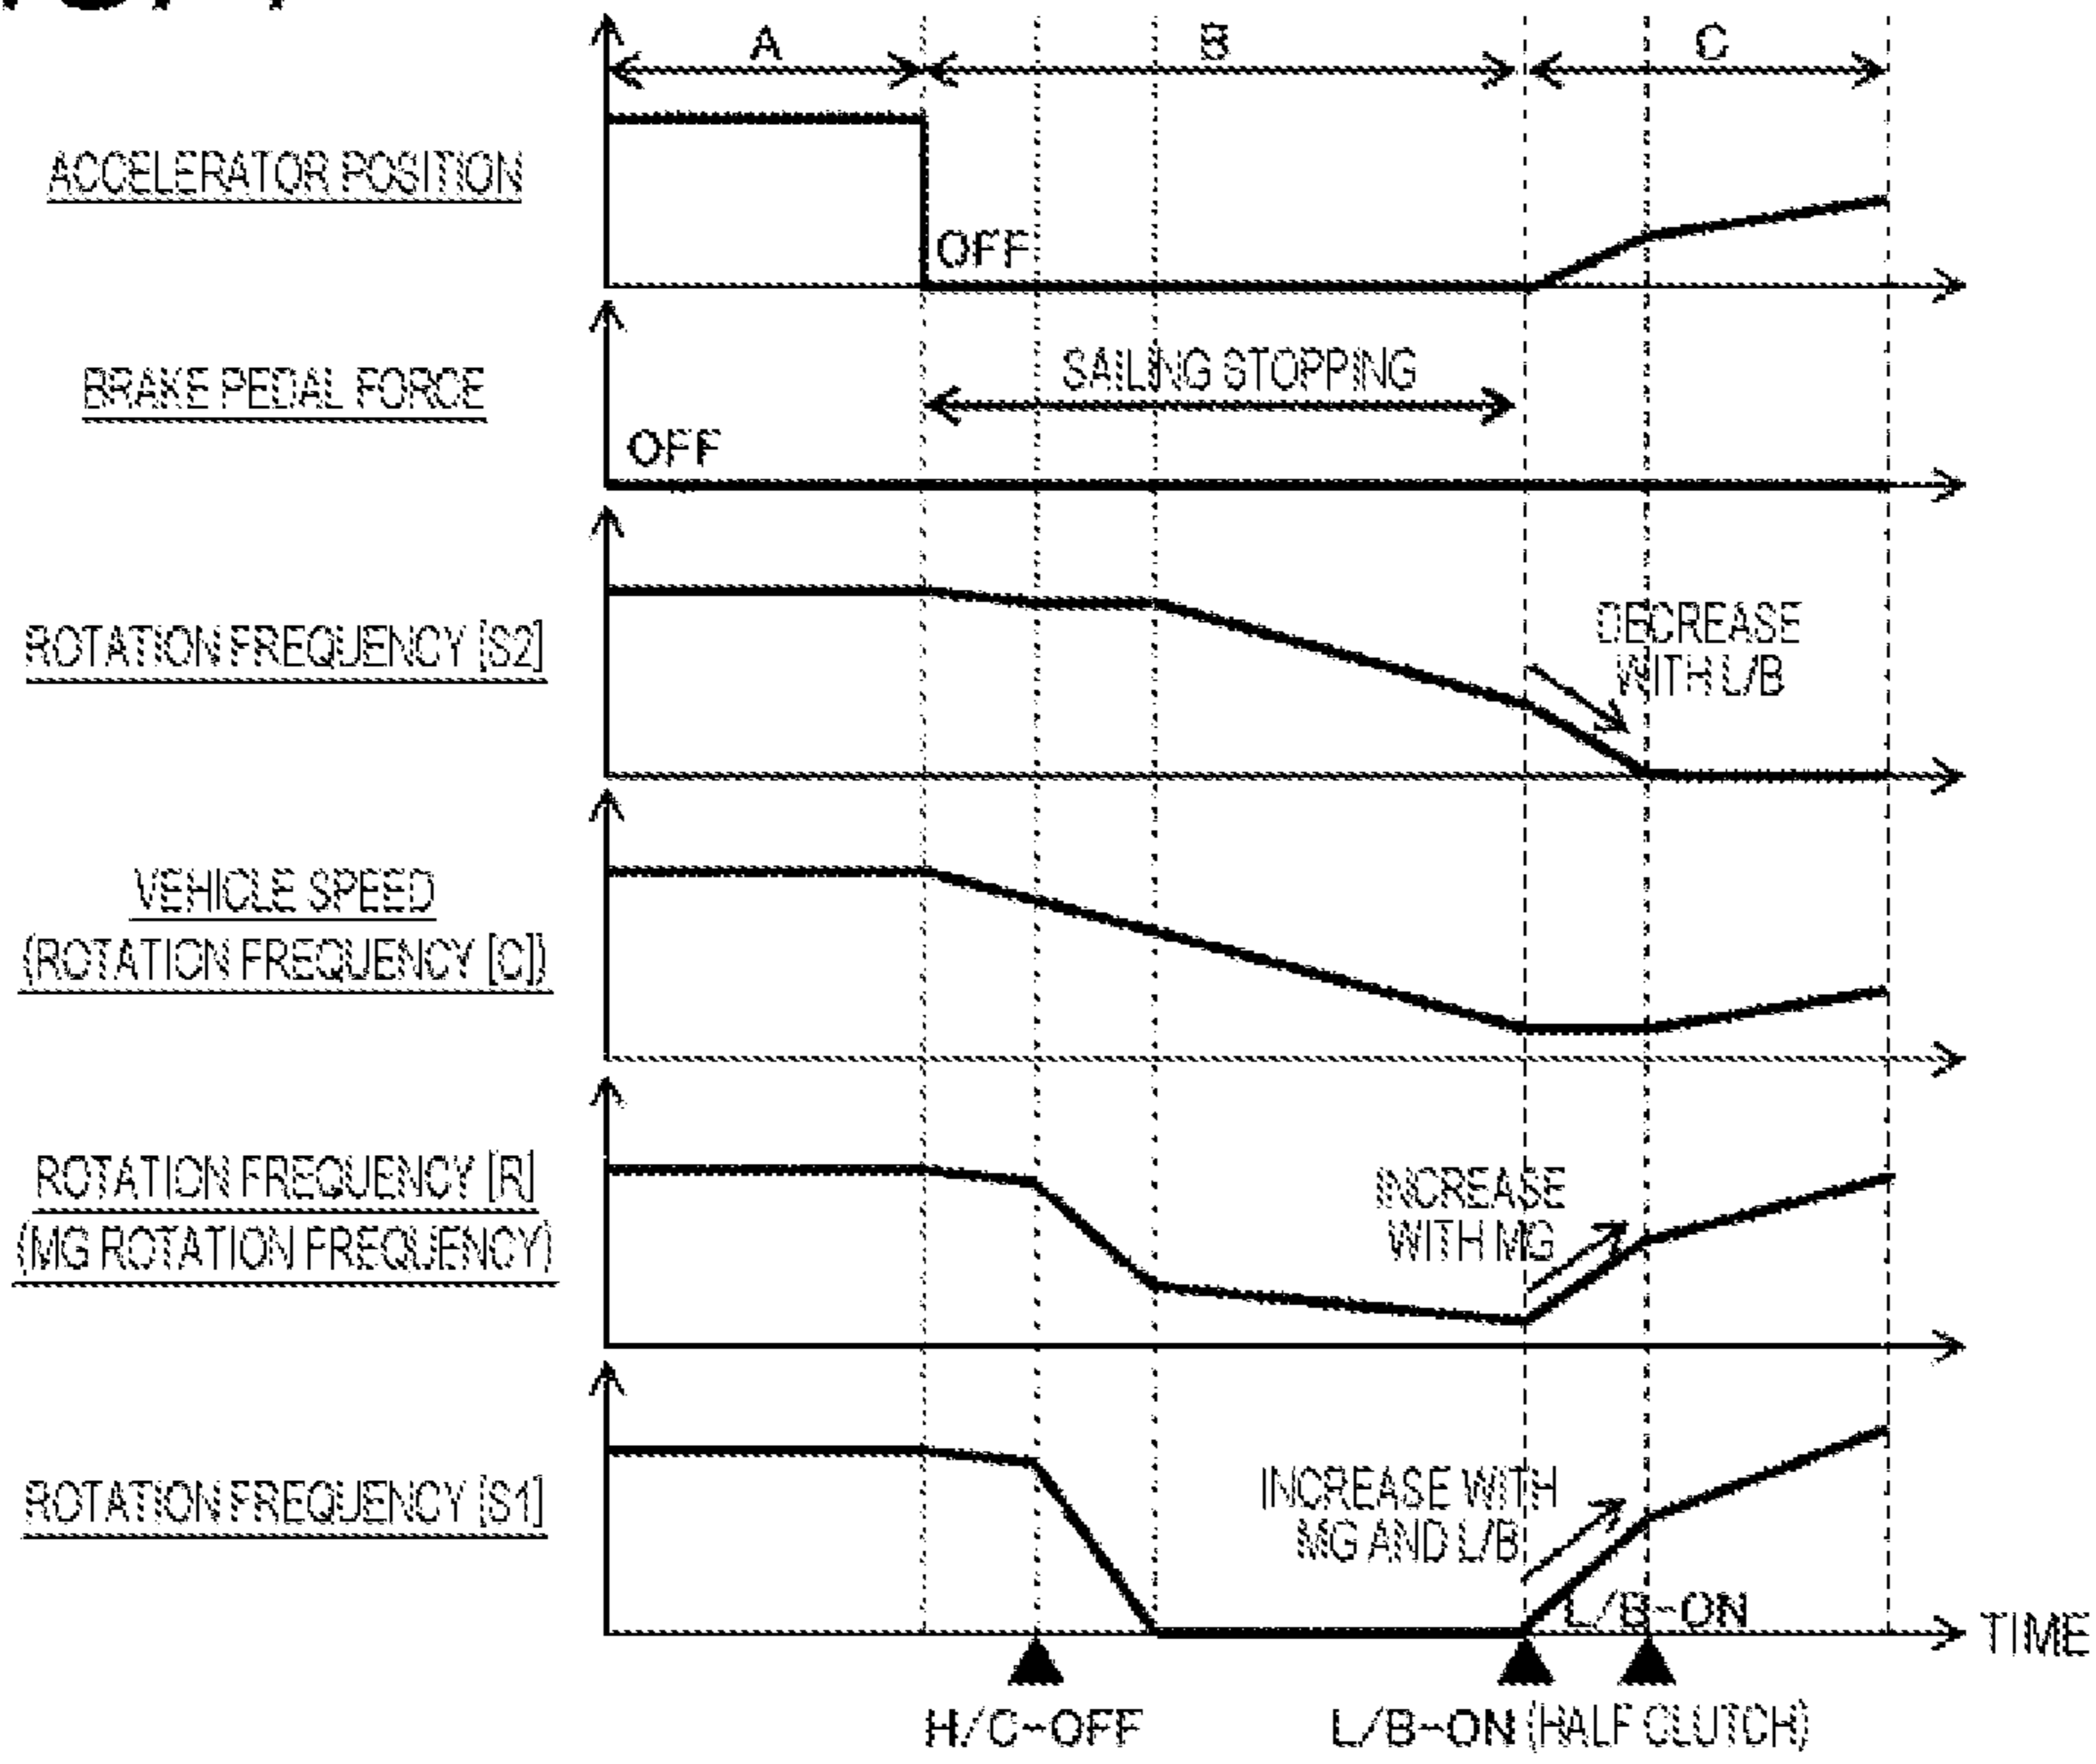 A B C
ACCELERATOR POSITION
OFF
BRAKE PEDAL FORCE
SAILING STOPPING
OFF
ROTATION FREQUENCY [S2]
DECREASE
WITH L/B
VEHICLE SPEED
(ROTATION FREQUENCY [C])
ROTATION FREQUENCY [R]
(MG ROTATION FREQUENCY)
INCREASE
WITH MG
ROTATION FREQUENCY [S1]
INCREASE WITH
MG AND L/B
L/B-ON
TIME
H/C-OFF
L/B-ON (HALF CLUTCH)